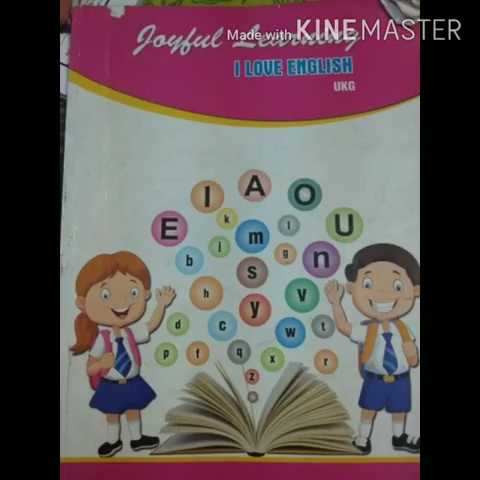 Made with KINEMASTER
Joyful Learning
I LOVE ENGLISH
UKG
E I A O U
k l
j m g
b s n
h y v
d c w t
p f q x r
z